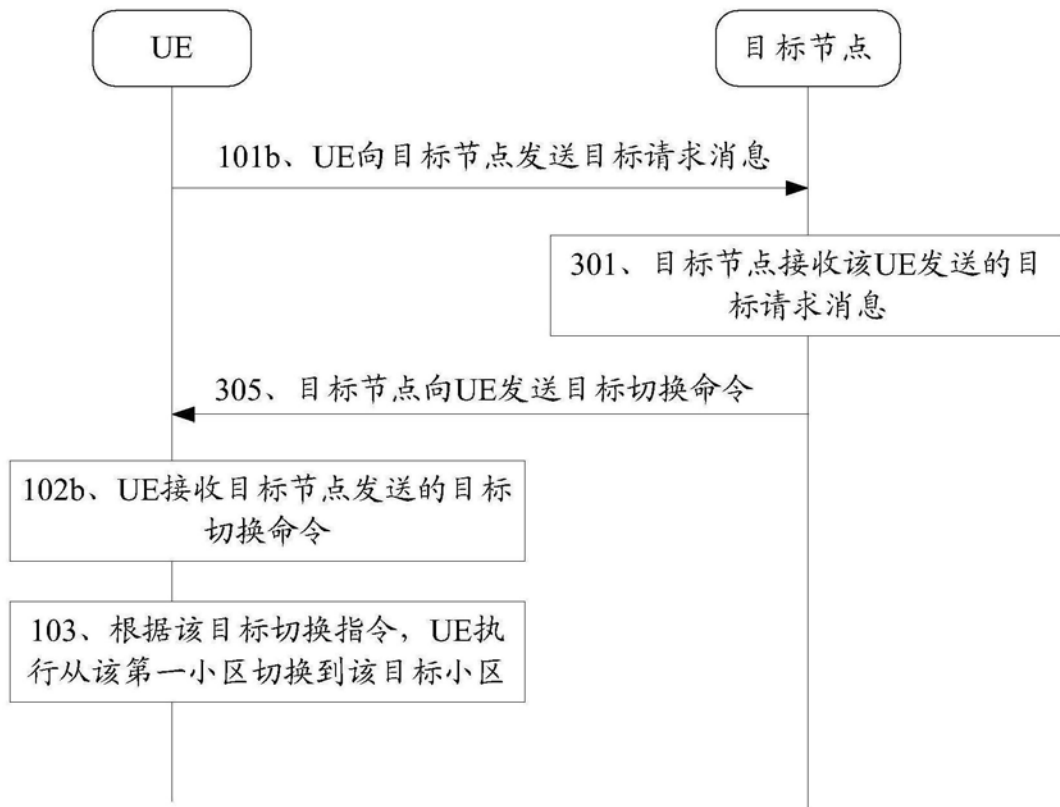 UE
目标节点
101b、UE向目标节点发送目标请求消息
301、目标节点接收该UE发送的目
标请求消息
305、目标节点向UE发送目标切换命令
102b、UE接收目标节点发送的目标
切换命令
103、根据该目标切换指令，UE执
行从该第一小区切换到该目标小区